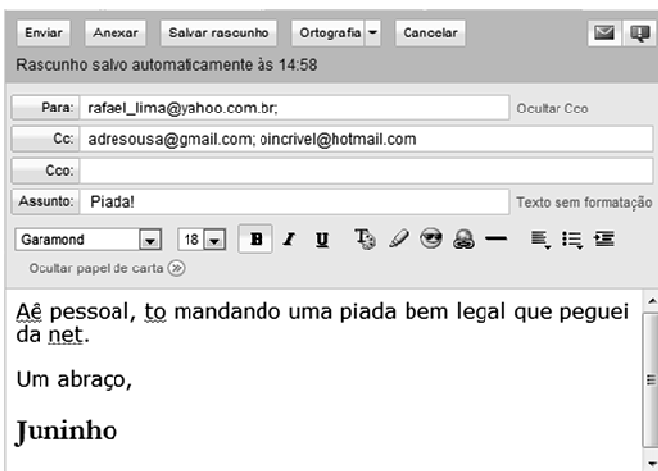 Enviar Anexar Salvar rascunho Ortografia Cancelar
Rascunho salvo automaticamente às 14:58
Para: rafael_lima@yahoo.com.br; Ocultar Cco
Cc: adresousa@gmail.com; oincrivel@hotmail.com
Cco:
Assunto: Piada! Texto sem formatação
Garamond 18 B I U
Ocultar papel de carta
Aê pessoal, to mandando uma piada bem legal que peguei
da net.
Um abraço,
Juninho